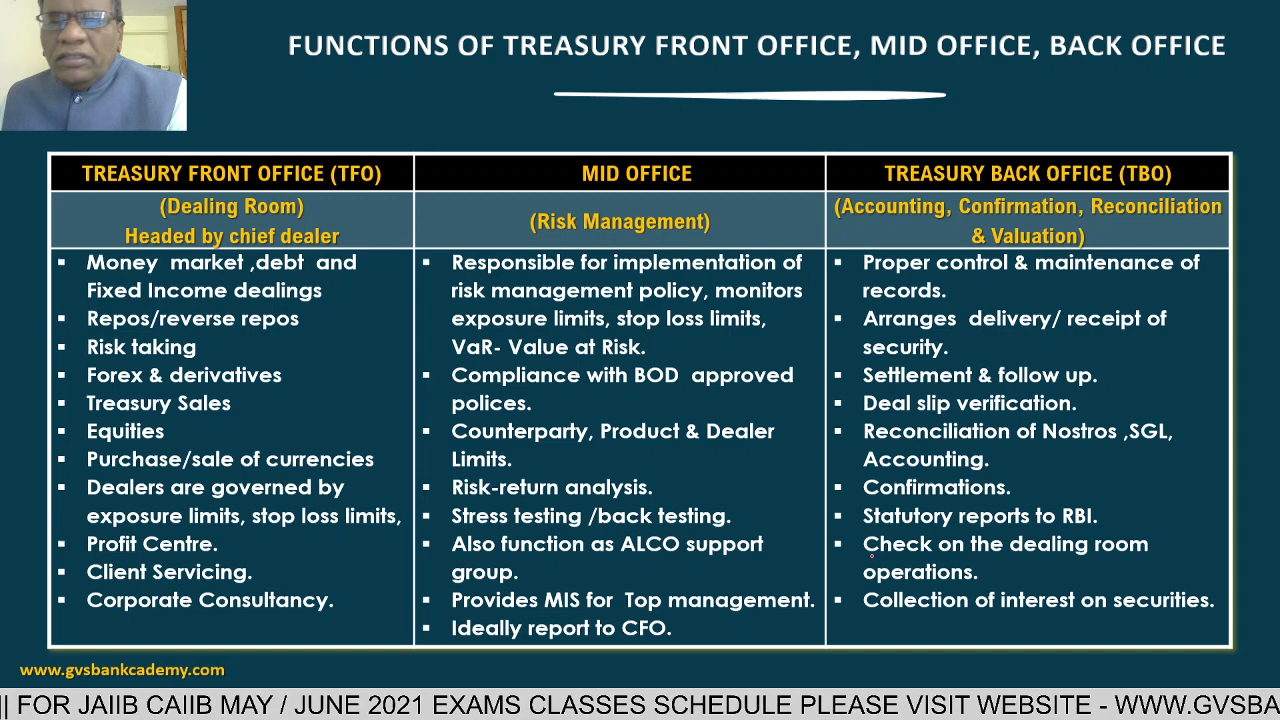 FUNCTIONS OF TREASURY FRONT OFFICE, MID OFFICE, BACK OFFICE
TREASURY FRONT OFFICE (TFO)
(Dealing Room)
Headed by chief dealer
▪ Money market ,debt and
Fixed Income dealings
▪ Repos/reverse repos
▪ Risk taking
▪ Forex & derivatives
▪ Treasury Sales
▪ Equities
▪ Purchase/sale of currencies
▪ Dealers are governed by
exposure limits, stop loss limits,
▪ Profit Centre.
▪ Client Servicing.
▪ Corporate Consultancy.
MID OFFICE
(Risk Management)
▪ Responsible for implementation of
risk management policy, monitors
exposure limits, stop loss limits,
VaR- Value at Risk.
▪ Compliance with BOD approved
polices.
▪ Counterparty, Product & Dealer
Limits.
▪ Risk-return analysis.
▪ Stress testing /back testing.
▪ Also function as ALCO support
group.
▪ Provides MIS for Top management.
▪ Ideally report to CFO.
TREASURY BACK OFFICE (TBO)
(Accounting, Confirmation, Reconciliation
& Valuation)
▪ Proper control & maintenance of
records.
▪ Arranges delivery/ receipt of
security.
▪ Settlement & follow up.
▪ Deal slip verification.
▪ Reconciliation of Nostros ,SGL,
Accounting.
▪ Confirmations.
▪ Statutory reports to RBI.
▪ Check on the dealing room
operations.
▪ Collection of interest on securities.
www.gvsbankcademy.com
|| FOR JAIIB CAIIB MAY / JUNE 2021 EXAMS CLASSES SCHEDULE PLEASE VISIT WEBSITE - WWW.GVSBA